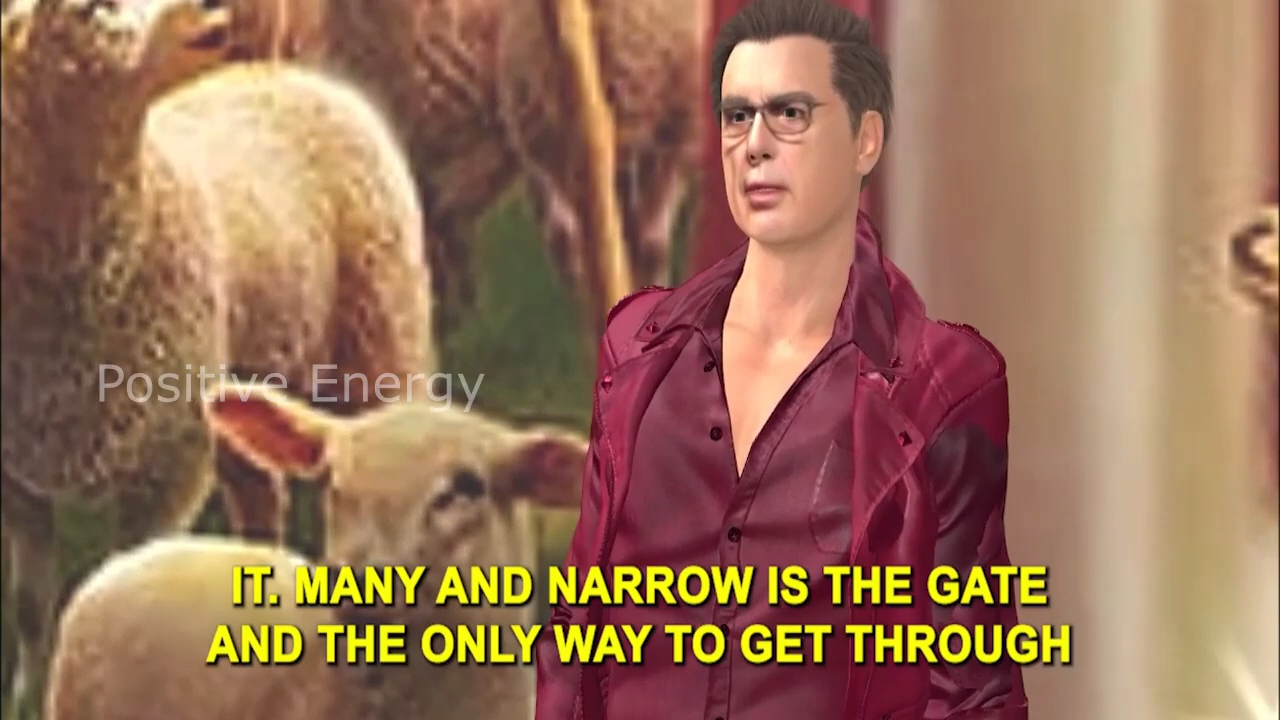 Positive Energy
IT. MANY AND NARROW IS THE GATE
AND THE ONLY WAY TO GET THROUGH